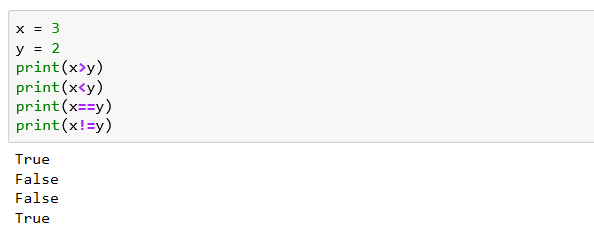 x = 3
y = 2
print(x>y)
print(x<y)
print(x==y)
print(x!=y)
True
False
False
True